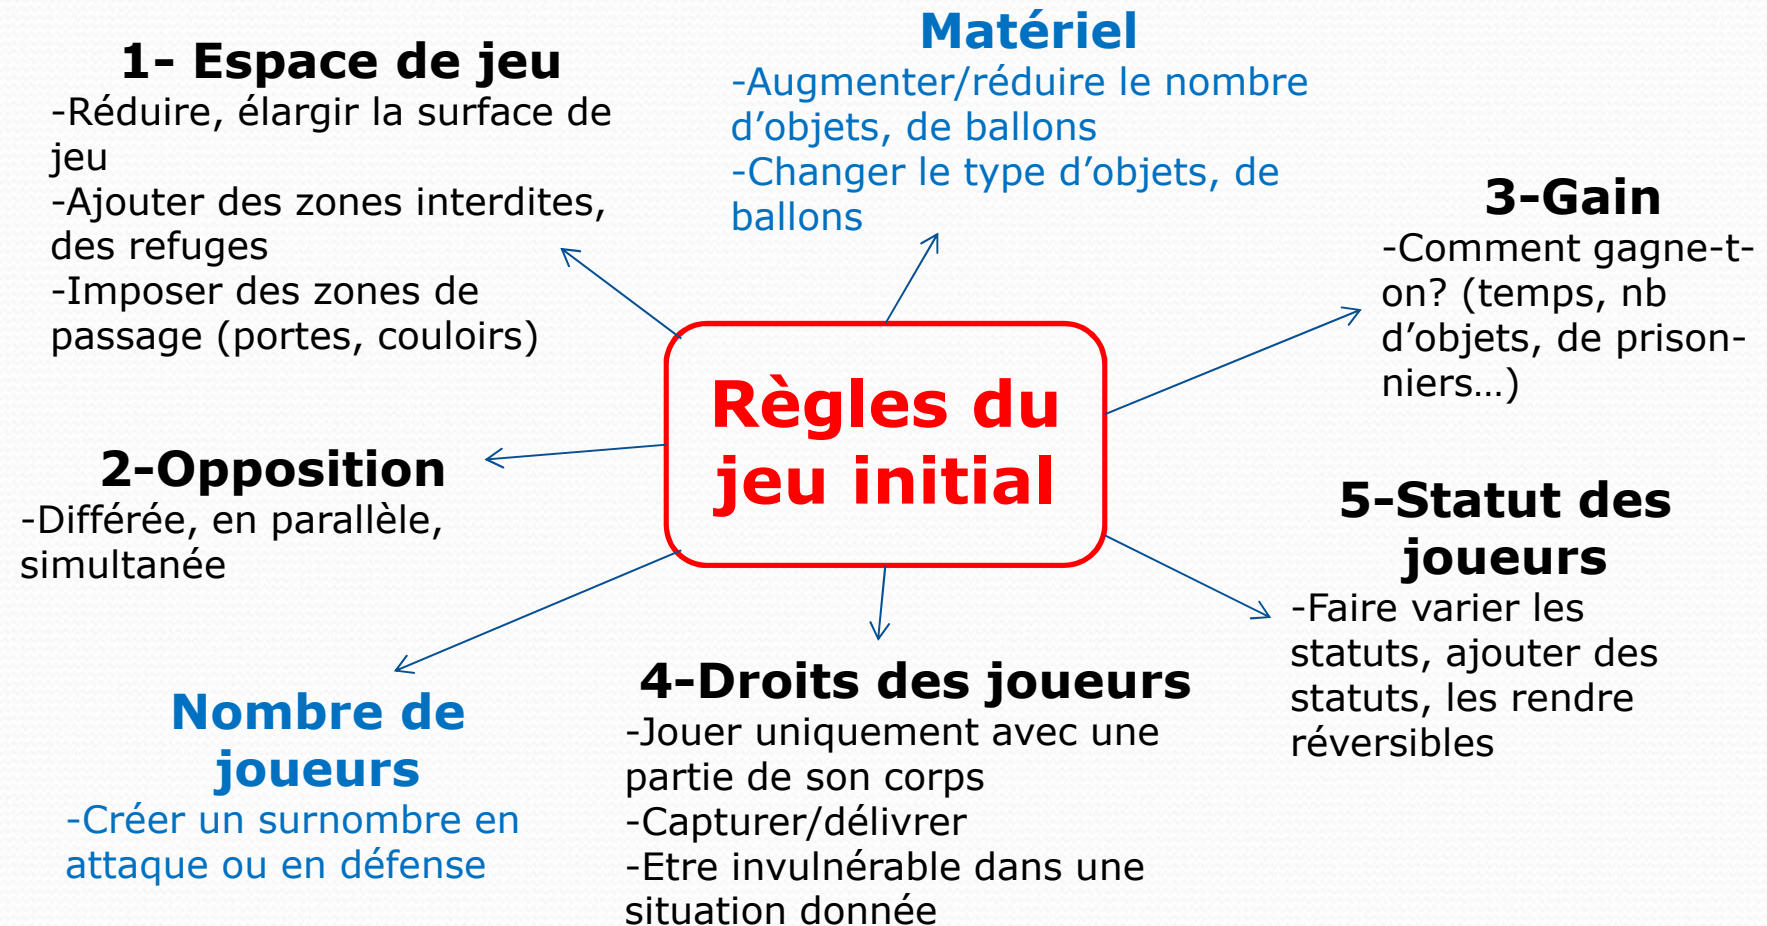 1- Espace de jeu
-Réduire, élargir la surface de
jeu
-Ajouter des zones interdites,
des refuges
-Imposer des zones de
passage (portes, couloirs)
Matériel
-Augmenter/réduire le nombre
d’objets, de ballons
-Changer le type d’objets, de
ballons
3-Gain
-Comment gagne-t-
on? (temps, nb
d’objets, de prison-
niers…)
Règles du
jeu initial
2-Opposition
-Différée, en parallèle,
simultanée
5-Statut des
joueurs
-Faire varier les
statuts, ajouter des
statuts, les rendre
réversibles
Nombre de
joueurs
-Créer un surnombre en
attaque ou en défense
4-Droits des joueurs
-Jouer uniquement avec une
partie de son corps
-Capturer/délivrer
-Etre invulnérable dans une
situation donnée